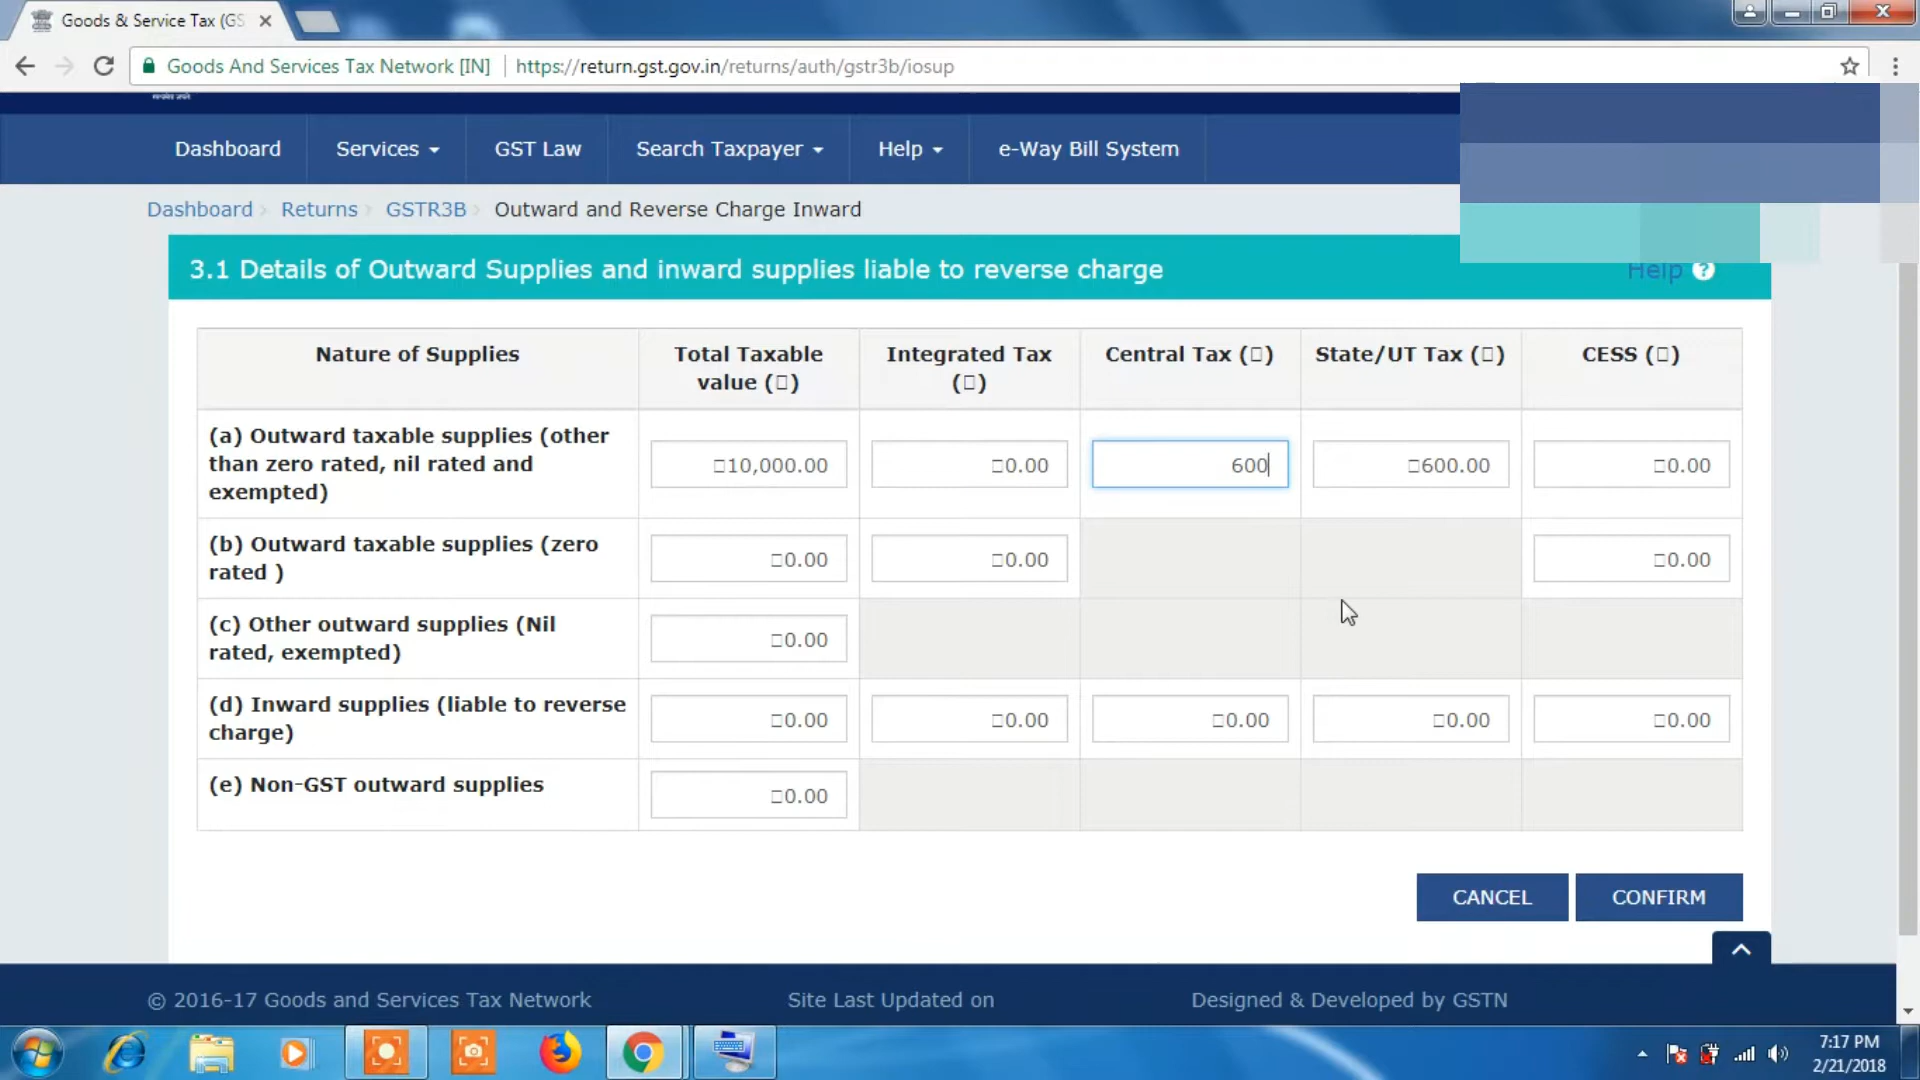 Goods & Service Tax (GS
Goods And Services Tax Network [IN]
https://return.gst.gov.in/returns/auth/gstr3b/iosup
Dashboard
Services
GST Law
Search Taxpayer
Help
e-Way Bill System
Dashboard
Returns
GSTR3B
Outward and Reverse Charge Inward
3.1 Details of Outward Supplies and inward supplies liable to reverse charge
Help ?
Nature of Supplies
Total Taxable
value (□)
Integrated Tax
(□)
Central Tax (□)
State/UT Tax (□)
CESS (□)
(a) Outward taxable supplies (other
than zero rated, nil rated and
exempted)
□10,000.00
□0.00
600
□600.00
□0.00
(b) Outward taxable supplies (zero
rated )
□0.00
□0.00
□0.00
(c) Other outward supplies (Nil
rated, exempted)
□0.00
(d) Inward supplies (liable to reverse
charge)
□0.00
□0.00
□0.00
□0.00
□0.00
(e) Non-GST outward supplies
□0.00
CANCEL
CONFIRM
© 2016-17 Goods and Services Tax Network
Site Last Updated on
Designed & Developed by GSTN
7:17 PM
2/21/2018